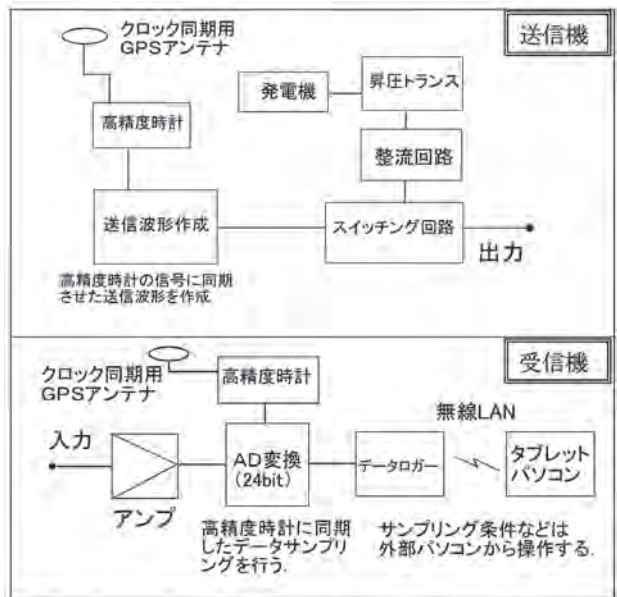 クロック同期用
GPSアンテナ
送信機
高精度時計
発電機
昇圧トランス
整流回路
送信波形作成
スイッチング回路
出力
高精度時計の信号に同期
させた送信波形を作成
受信機
クロック同期用
GPSアンテナ
高精度時計
無線LAN
入力
アンプ
AD変換
(24bit)
データロガー
タブレット
パソコン
高精度時計に同期
したデータサンプリ
ングを行う.
サンプリング条件などは
外部パソコンから操作する.